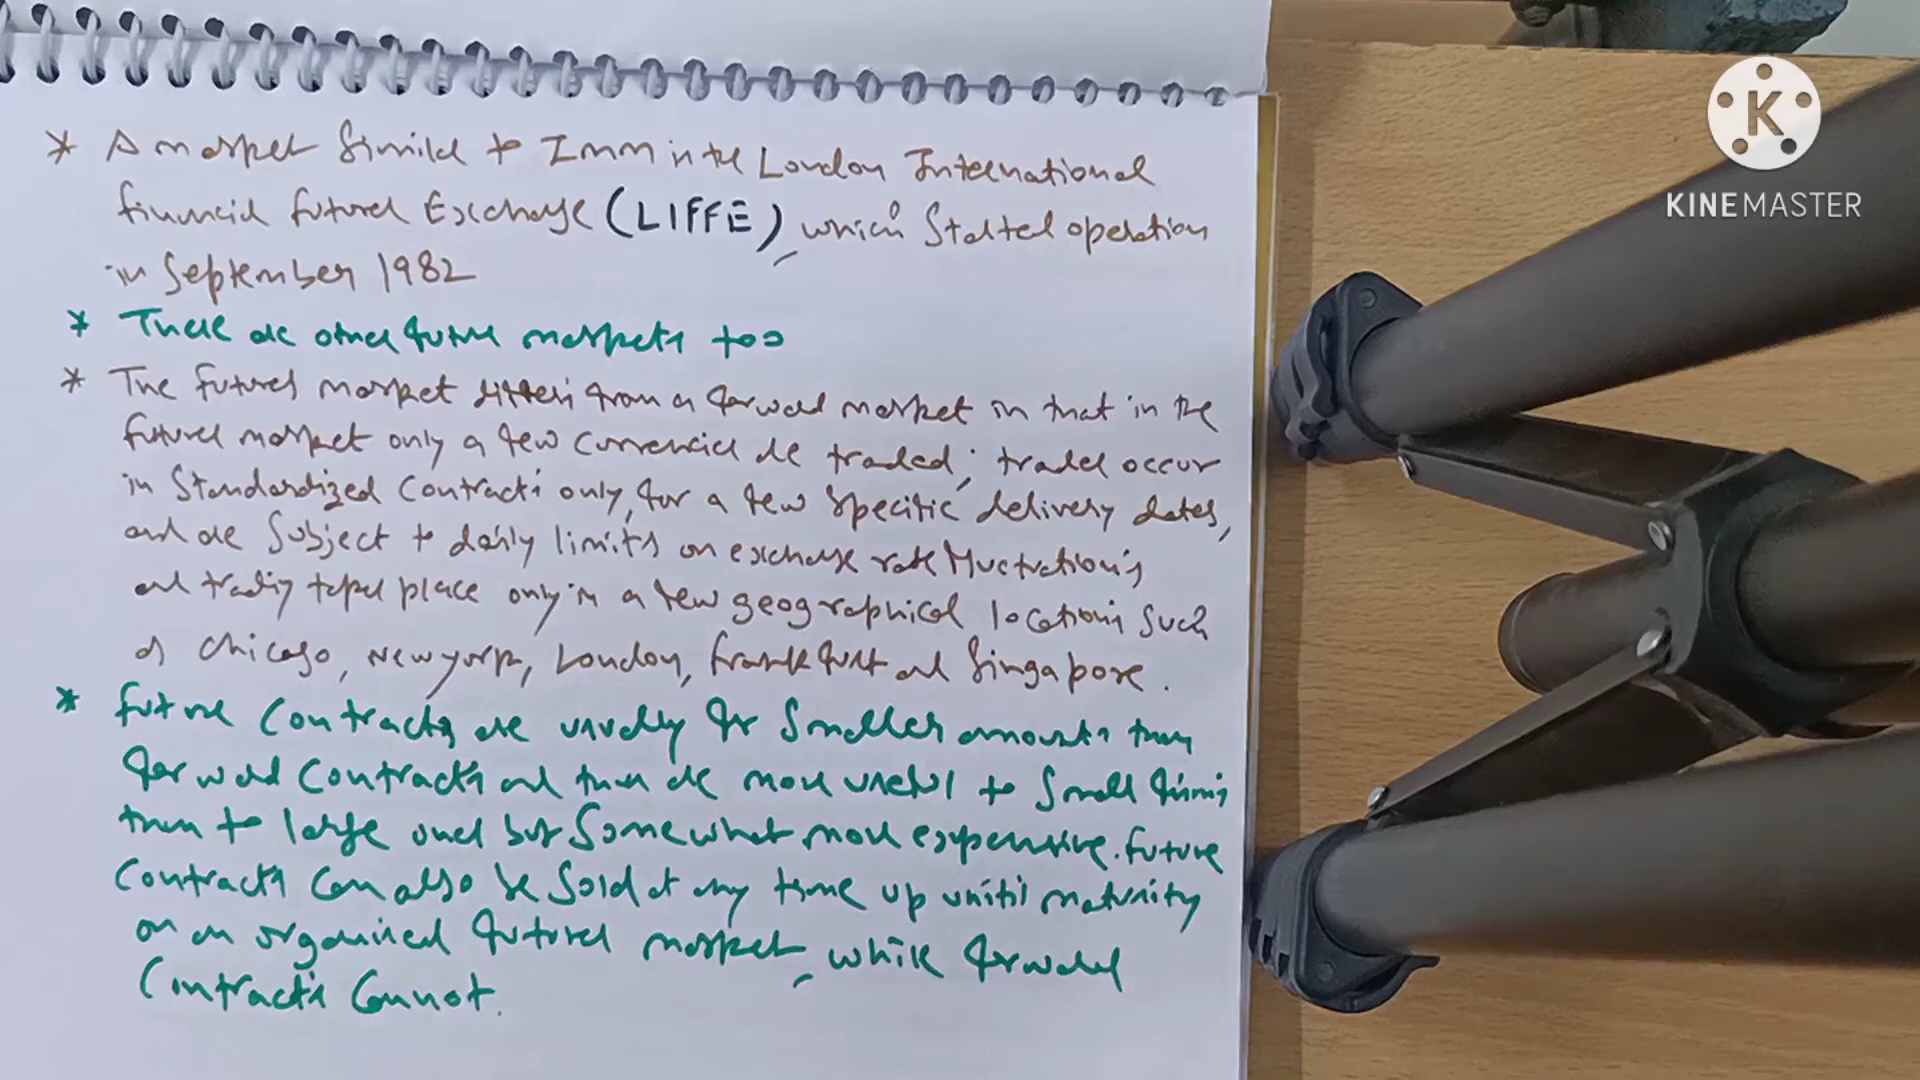 * A market similar to IMM is the London International
financial futures Exchange (LIFFE), which started operation
in September 1982
* There are other future markets too
* The futures market differs from a forward market in that in the
futures market only a few currencies are traded; trades occur
in standardized contracts only, for a few specific delivery dates,
and are subject to daily limits on exchange rate fluctuations,
and trading takes place only in a few geographical locations such
as Chicago, New york, London, frankfurt and Singapore.
* future contracts are usually for smaller amounts than
forward contracts and thus are more useful to small firms
than to large ones but somewhat more expensive. future
contracts can also be sold at any time up until maturity
on an organized futures market, while forward
contracts cannot.
K
KINEMASTER